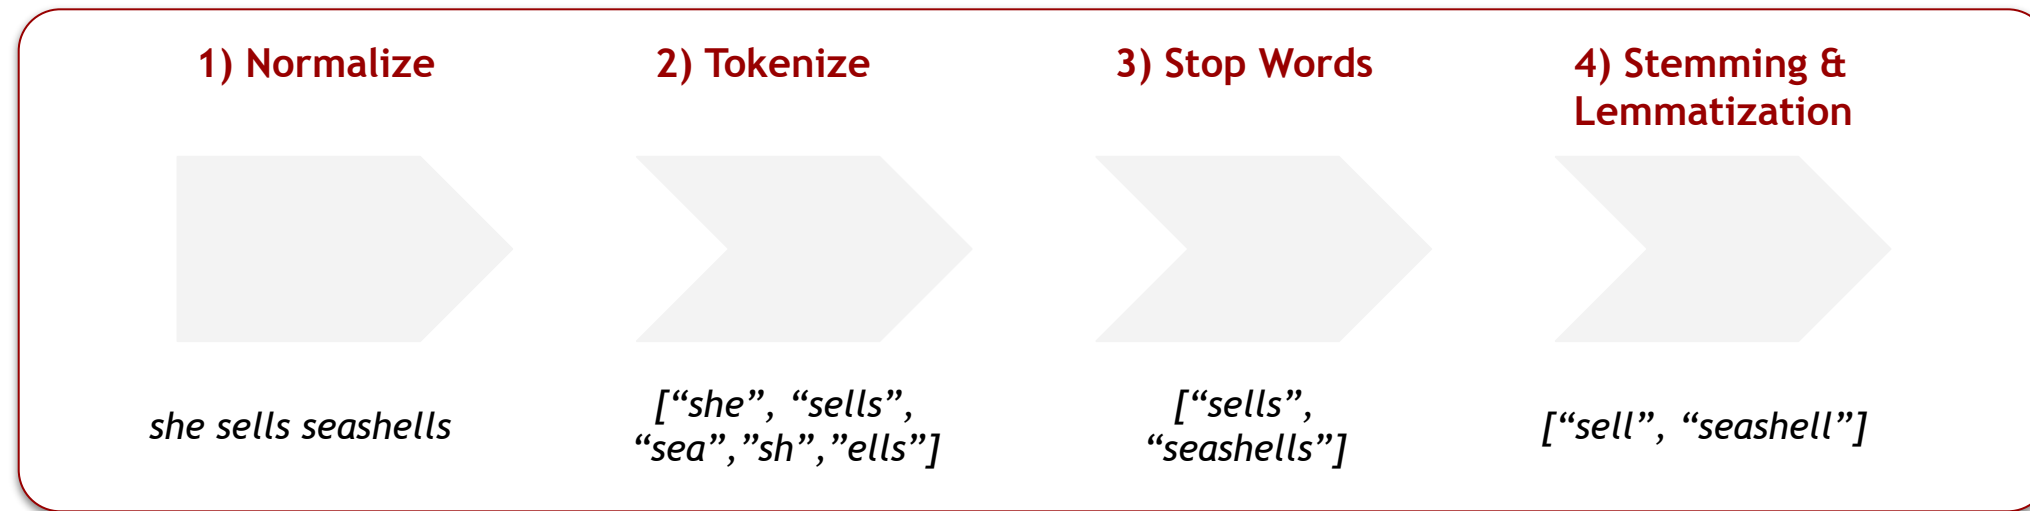 1) Normalize
2) Tokenize
3) Stop Words
4) Stemming &
Lemmatization
she sells seashells
[“she”, “sells”,
“sea”,”sh”,”ells”]
[“sells”,
“seashells”]
[“sell”, “seashell”]